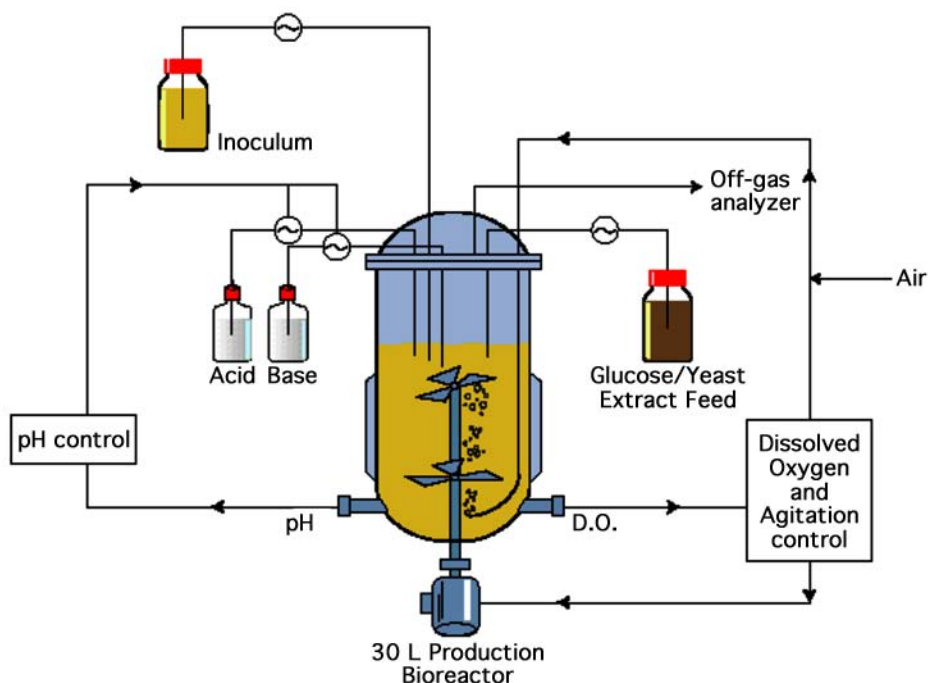 Inoculum
Off-gas
analyzer
Air
Acid Base
Glucose/Yeast
Extract Feed
pH control
Dissolved
Oxygen
and
Agitation
control
pH
D.O.
30 L Production
Bioreactor